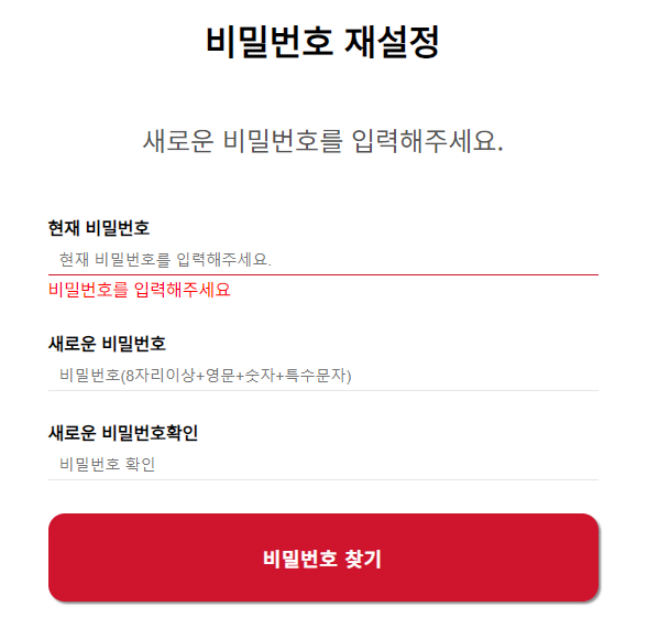 비밀번호 재설정
새로운 비밀번호를 입력해주세요.
현재 비밀번호
현재 비밀번호를 입력해주세요.
비밀번호를 입력해주세요
새로운 비밀번호
비밀번호(8자리이상+영문+숫자+특수문자)
새로운 비밀번호확인
비밀번호 확인
비밀번호 찾기